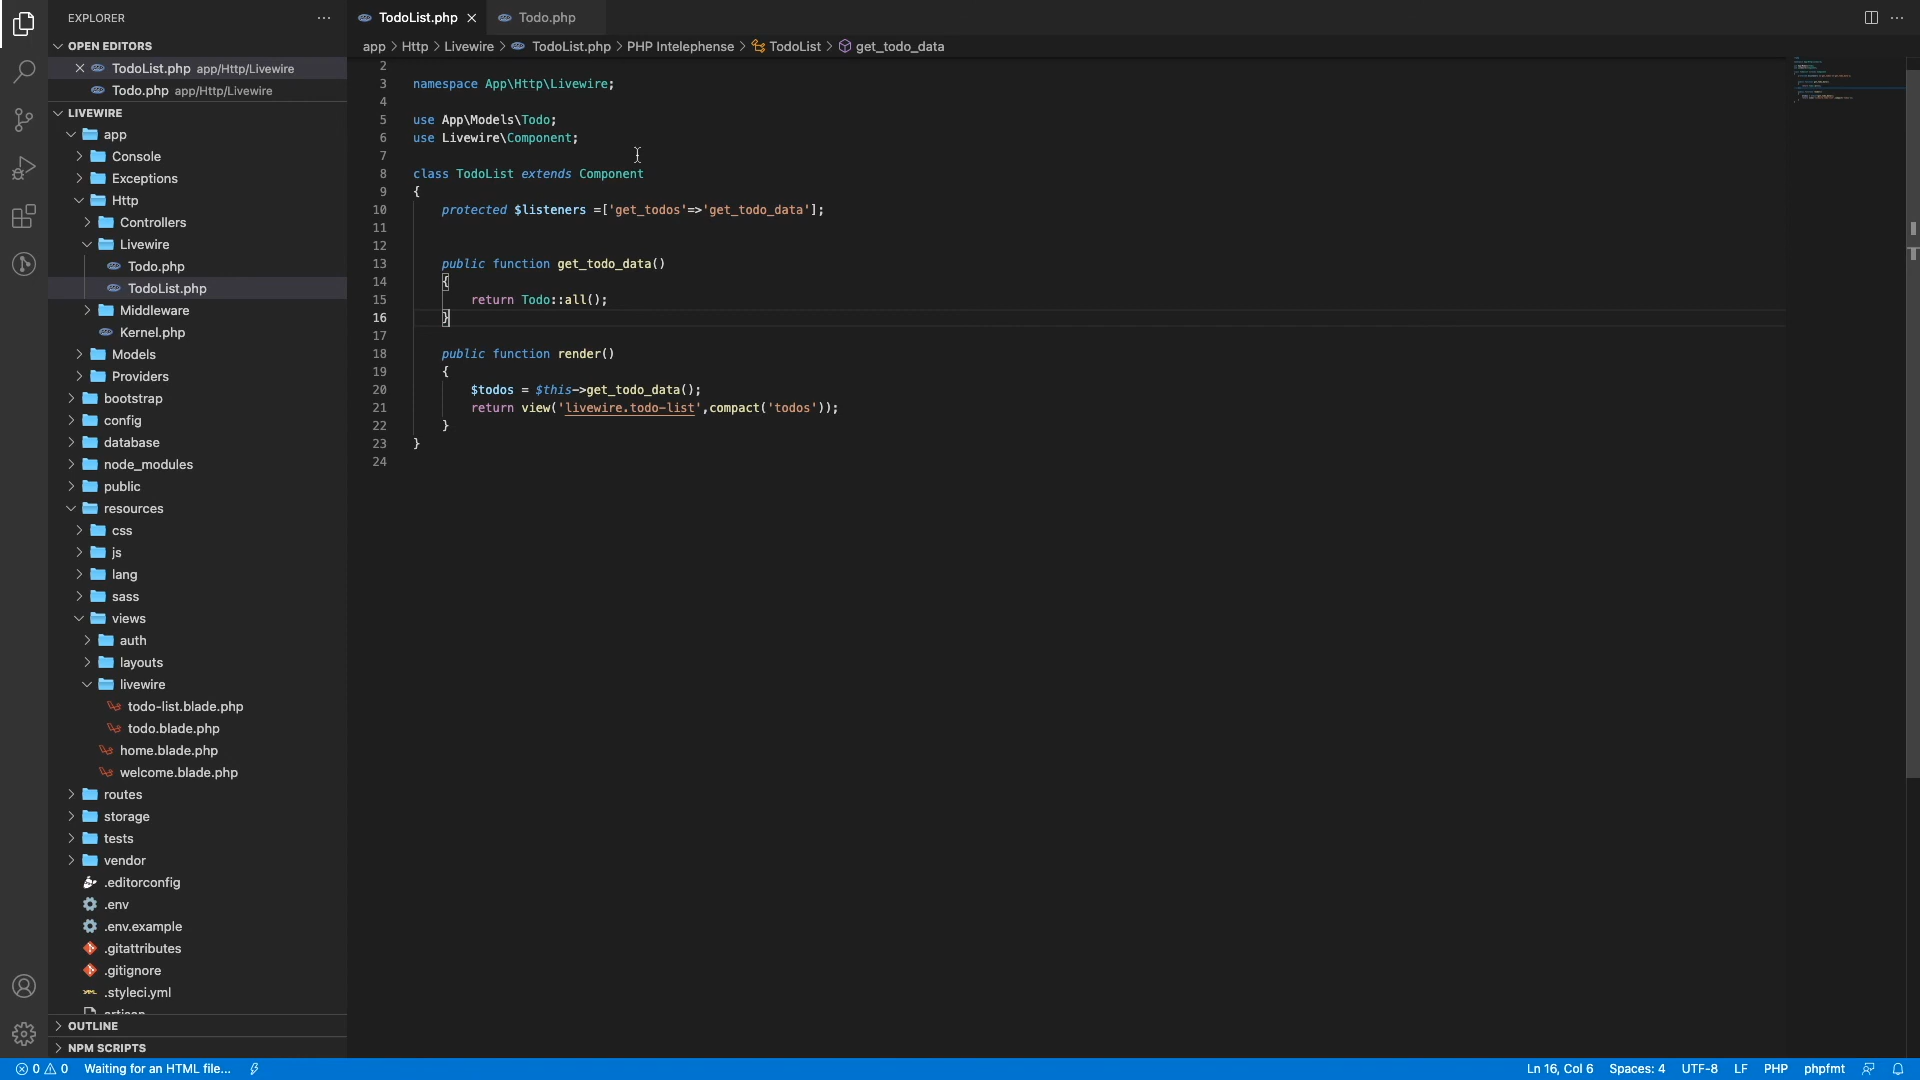 EXPLORER
OPEN EDITORS
TodoList.php app/Http/Livewire
Todo.php app/Http/Livewire
LIVEWIRE
app
Console
Exceptions
Http
Controllers
Livewire
Todo.php
TodoList.php
Middleware
Kernel.php
Models
Providers
bootstrap
config
database
node_modules
public
resources
css
js
lang
sass
views
auth
layouts
livewire
todo-list.blade.php
todo.blade.php
home.blade.php
welcome.blade.php
routes
storage
tests
vendor
.editorconfig
.env
.env.example
.gitattributes
.gitignore
.styleci.yml
artisan
OUTLINE
NPM SCRIPTS
TodoList.php Todo.php
app > Http > Livewire > TodoList.php > PHP Intelephense > TodoList > get_todo_data
2
3 namespace App\Http\Livewire;
4
5 use App\Models\Todo;
6 use Livewire\Component;
7
8 class TodoList extends Component
9 {
10 protected $listeners =['get_todos'=>'get_todo_data'];
11
12
13 public function get_todo_data()
14 {
15 return Todo::all();
16 }
17
18 public function render()
19 {
20 $todos = $this->get_todo_data();
21 return view('livewire.todo-list',compact('todos'));
22 }
23 }
24
0 0 Waiting for an HTML file... Ln 16, Col 6 Spaces: 4 UTF-8 LF PHP phpfmt